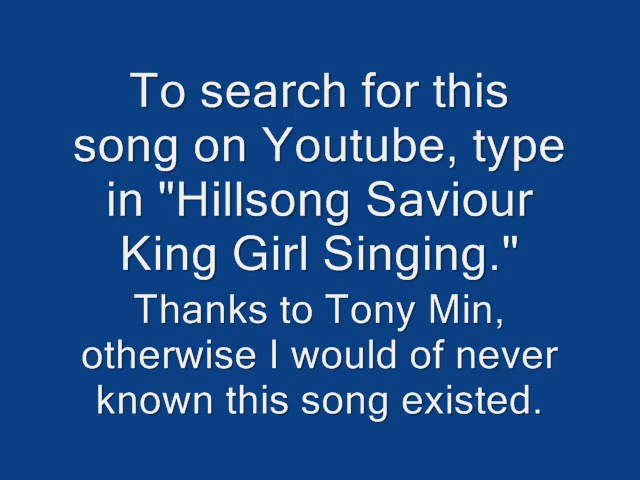 To search for this
song on Youtube, type
in "Hillsong Saviour
King Girl Singing."
Thanks to Tony Min,
otherwise I would of never
known this song existed.